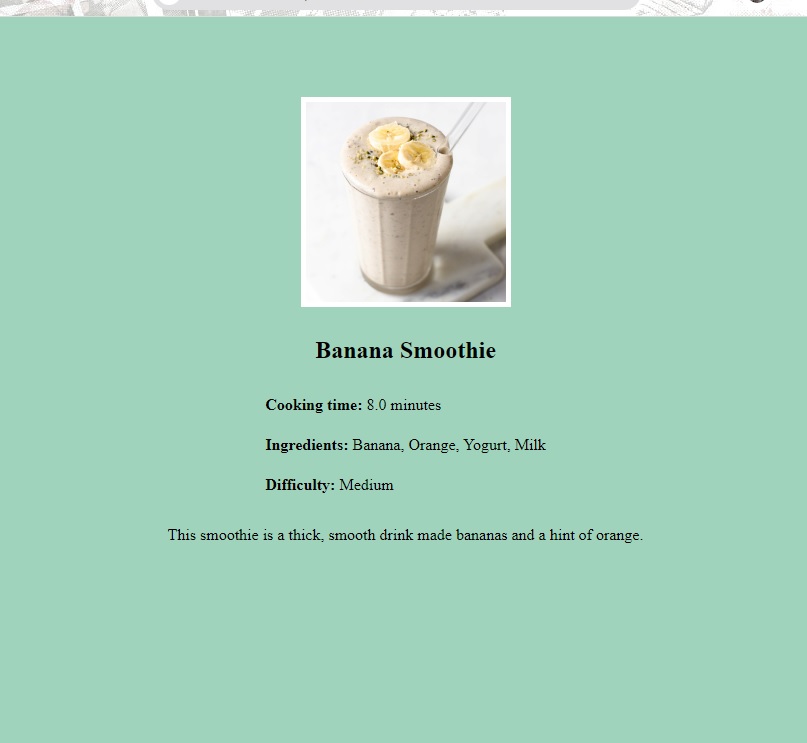 Banana Smoothie
Cooking time: 8.0 minutes
Ingredients: Banana, Orange, Yogurt, Milk
Difficulty: Medium
This smoothie is a thick, smooth drink made bananas and a hint of orange.